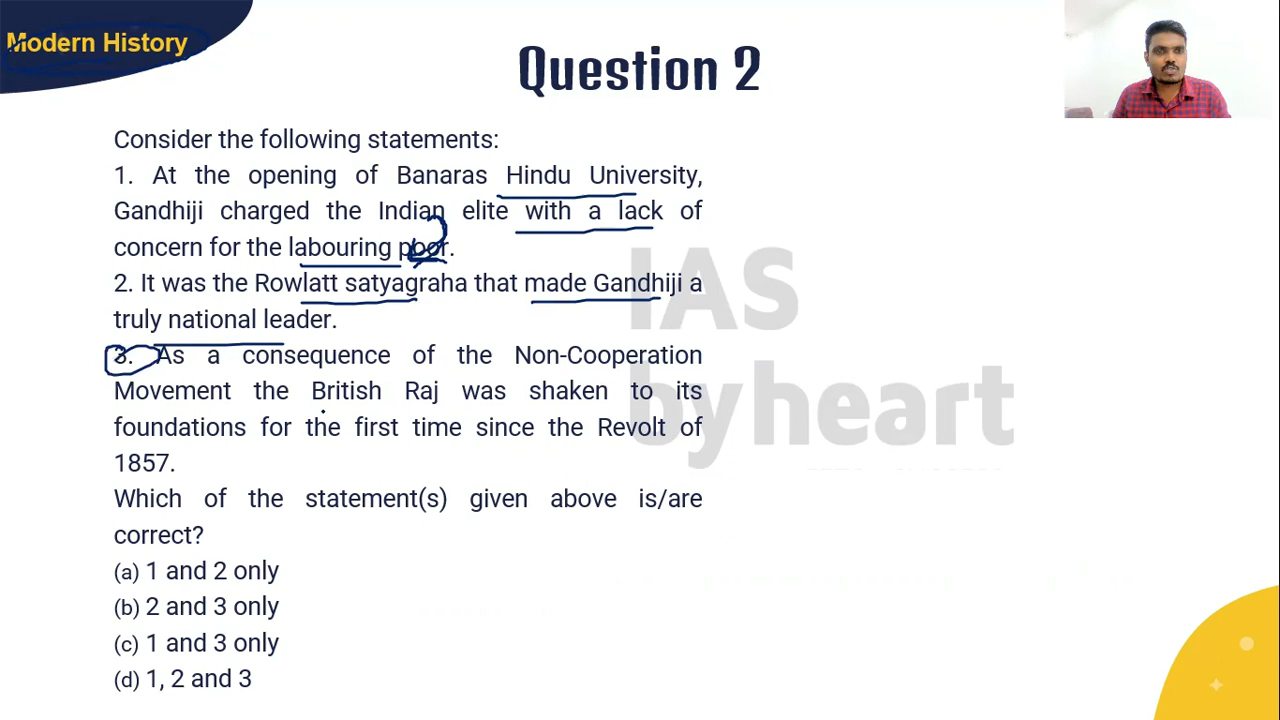 Modern History
Question 2
Consider the following statements:
1. At the opening of Banaras Hindu University,
Gandhiji charged the Indian elite with a lack of
concern for the labouring poor.
2. It was the Rowlatt satyagraha that made Gandhiji a
truly national leader.
3. As a consequence of the Non-Cooperation
Movement the British Raj was shaken to its
foundations for the first time since the Revolt of
1857.
Which of the statement(s) given above is/are
correct?
(a) 1 and 2 only
(b) 2 and 3 only
(c) 1 and 3 only
(d) 1, 2 and 3
IAS
by heart